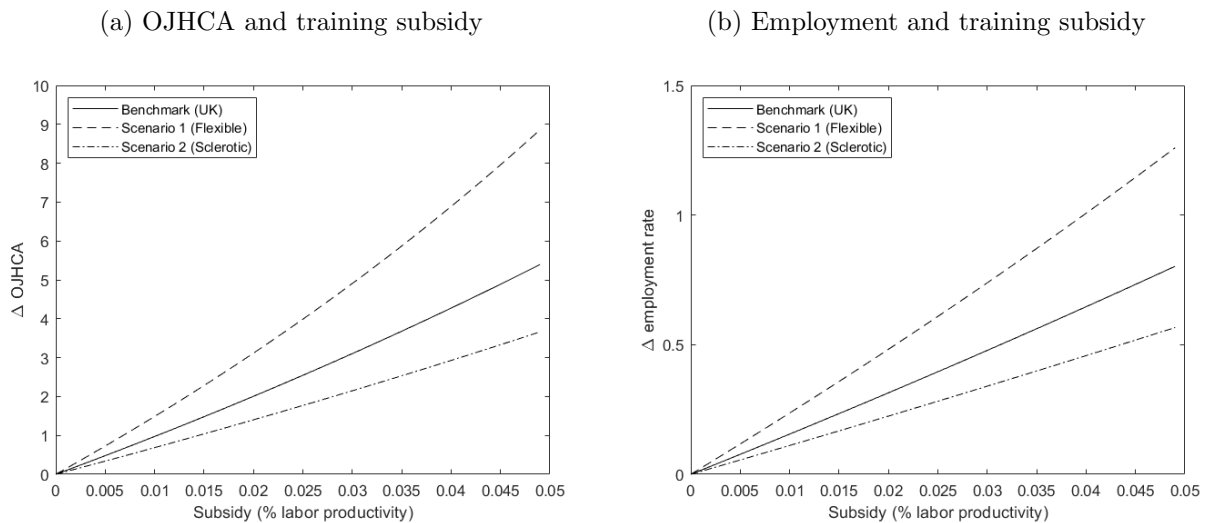 (a) OJHCA and training subsidy
10
9
8
7
6
5
4
3
2
1
0
Δ OJHCA
Benchmark (UK)
Scenario 1 (Flexible)
Scenario 2 (Sclerotic)
0 0.005 0.01 0.015 0.02 0.025 0.03 0.035 0.04 0.045 0.05
Subsidy (% labor productivity)
(b) Employment and training subsidy
1.5
1
0.5
0
Δ employment rate
Benchmark (UK)
Scenario 1 (Flexible)
Scenario 2 (Sclerotic)
0 0.005 0.01 0.015 0.02 0.025 0.03 0.035 0.04 0.045 0.05
Subsidy (% labor productivity)